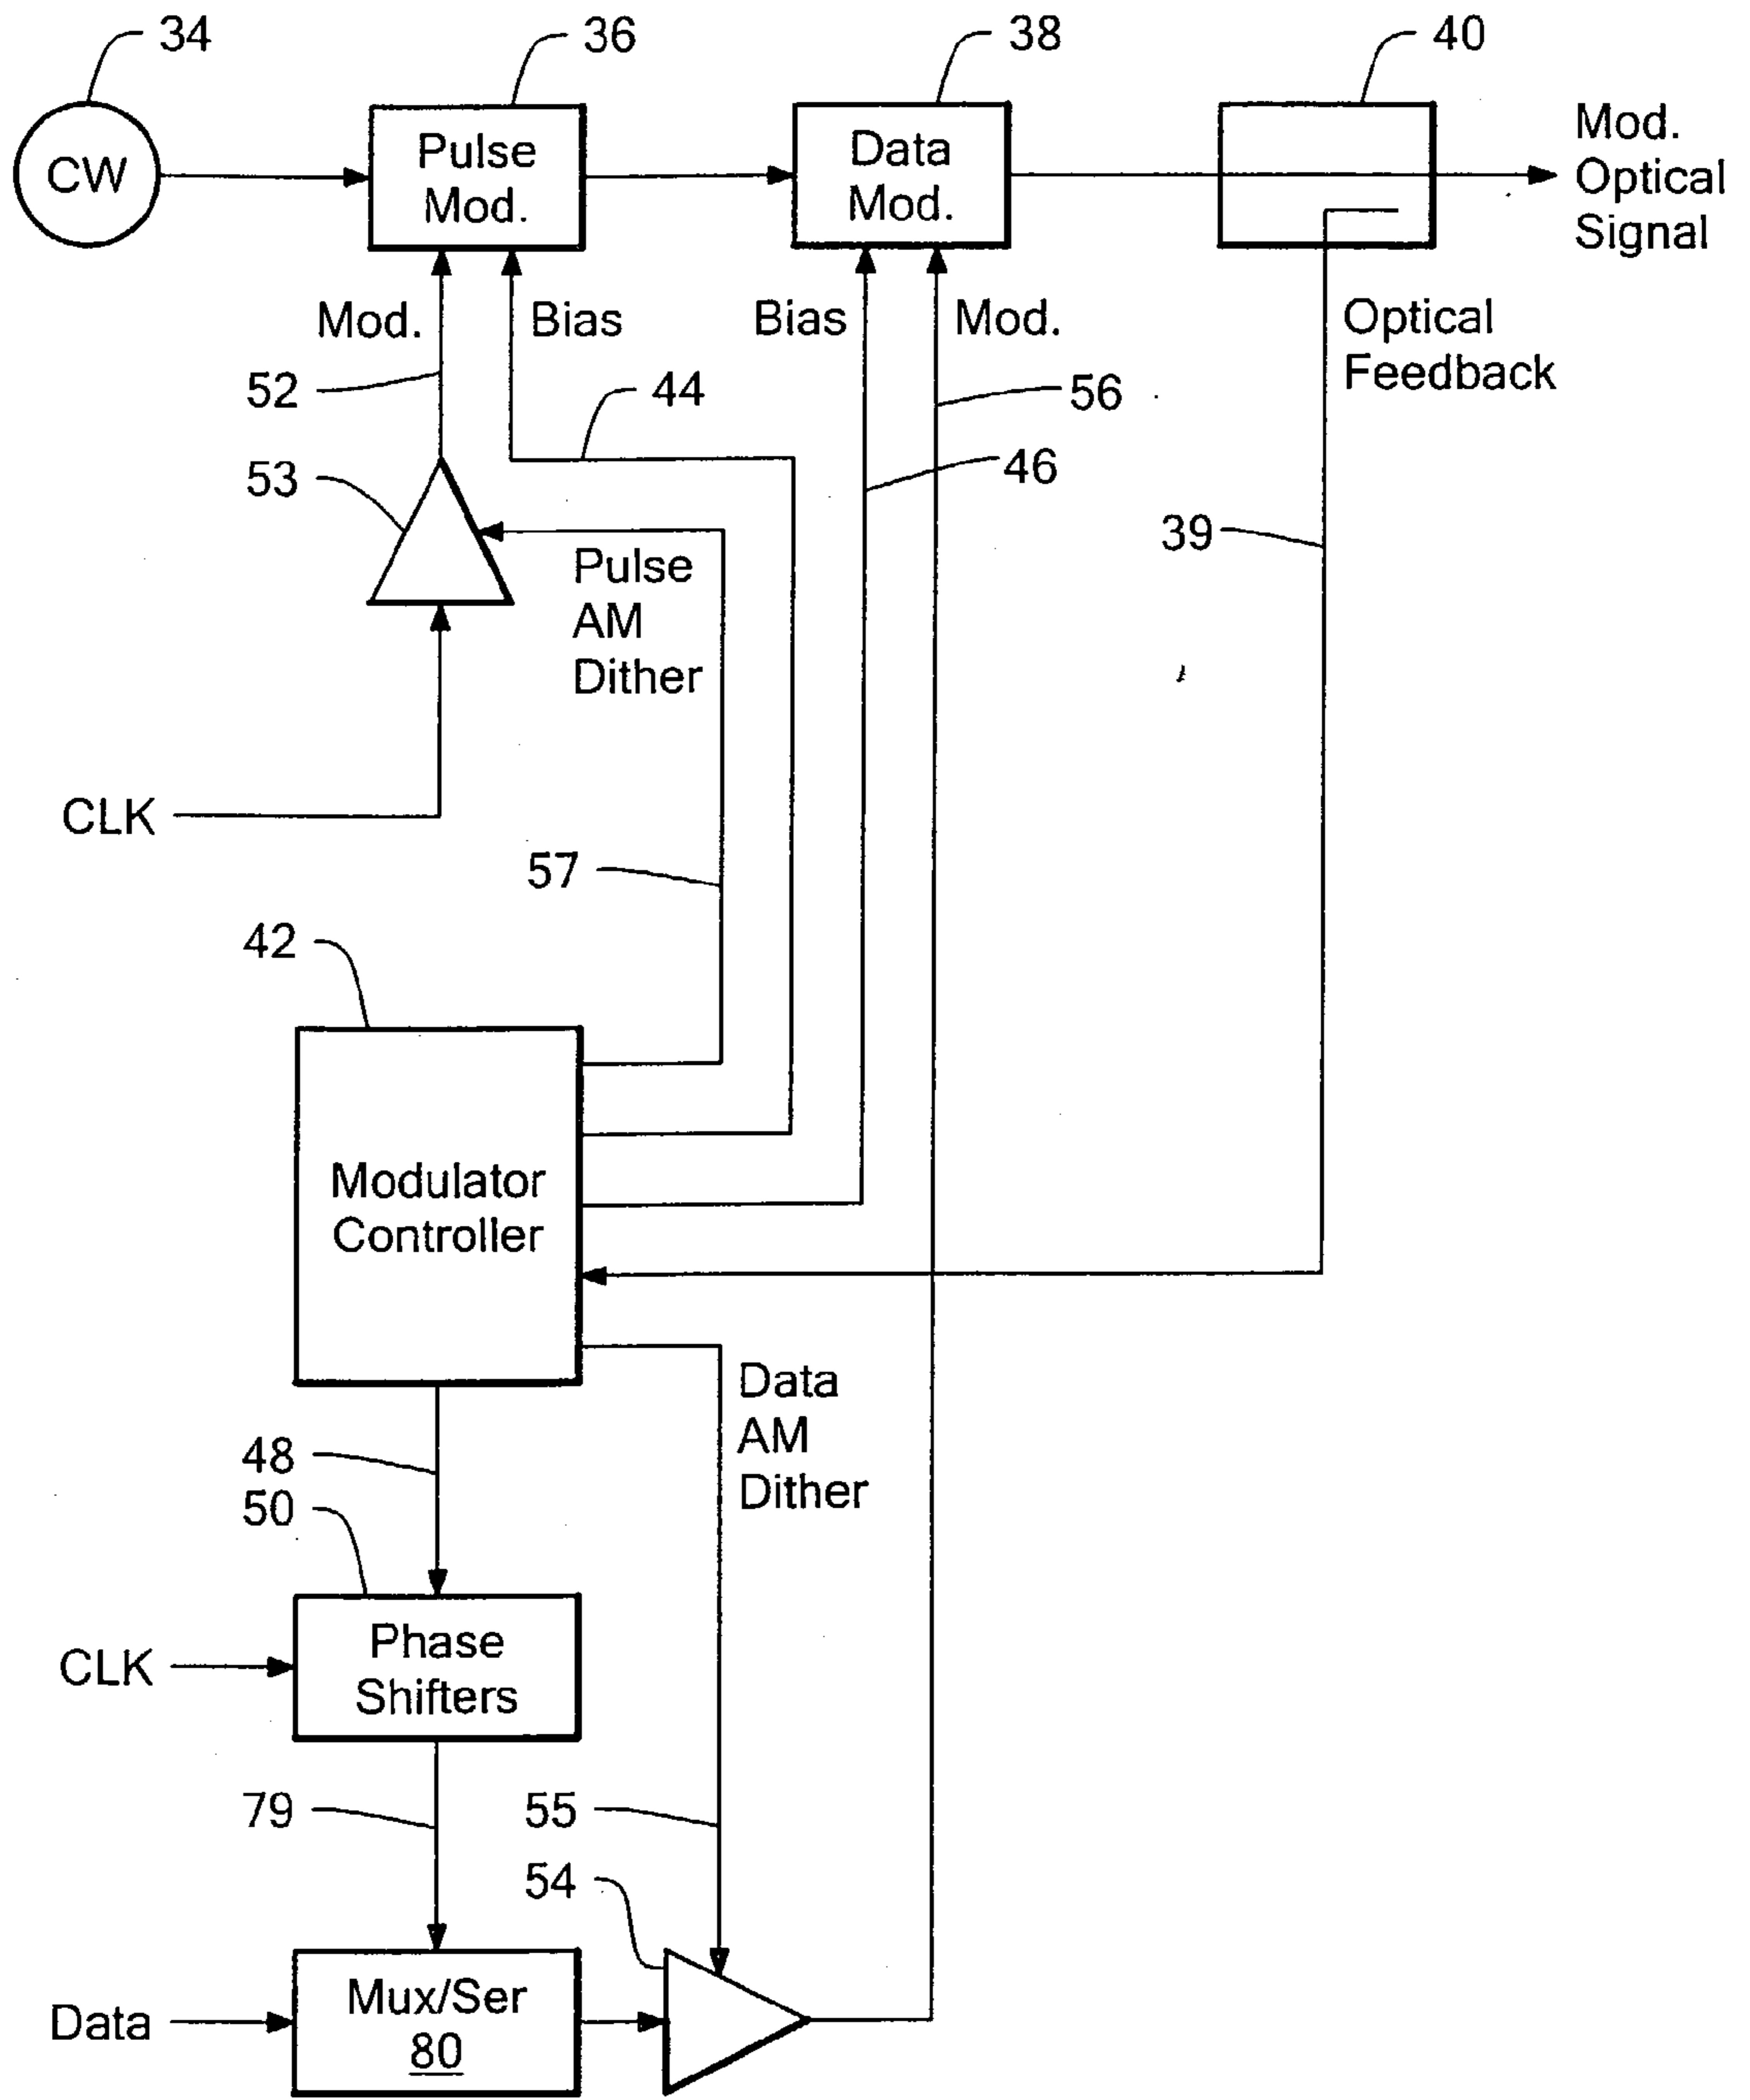 34
36
38
40
CW
Pulse
Mod.
Data
Mod.
Mod.
Optical
Signal
Mod.
Bias
Bias
Mod.
Optical
Feedback
52
44
56
53
46
39
Pulse
AM
Dither
CLK
57
42
Modulator
Controller
Data
AM
Dither
48
50
Phase
Shifters
CLK
79
55
54
Data
Mux/Ser
80